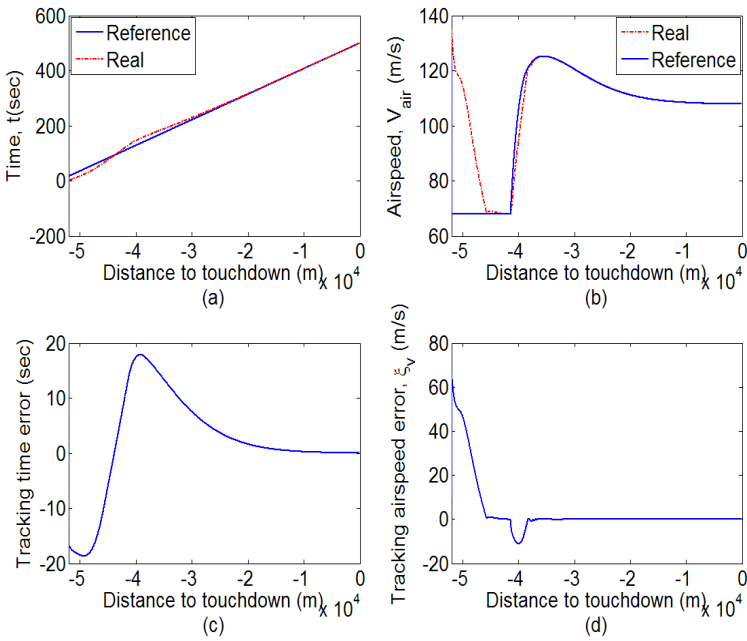 600
400
200
0
-200
Time, t(sec)
Reference
Real
-5 -4 -3 -2 -1 0
Distance to touchdown (m) x 10^4
(a)
140
120
100
80
60
Airspeed, V_air (m/s)
Real
Reference
-5 -4 -3 -2 -1 0
Distance to touchdown (m) x 10^4
(b)
20
10
0
-10
-20
Tracking time error (sec)
-5 -4 -3 -2 -1 0
Distance to touchdown (m) x 10^4
(c)
80
60
40
20
0
-20
Tracking airspeed error, ξ_V (m/s)
-5 -4 -3 -2 -1 0
Distance to touchdown (m) x 10^4
(d)